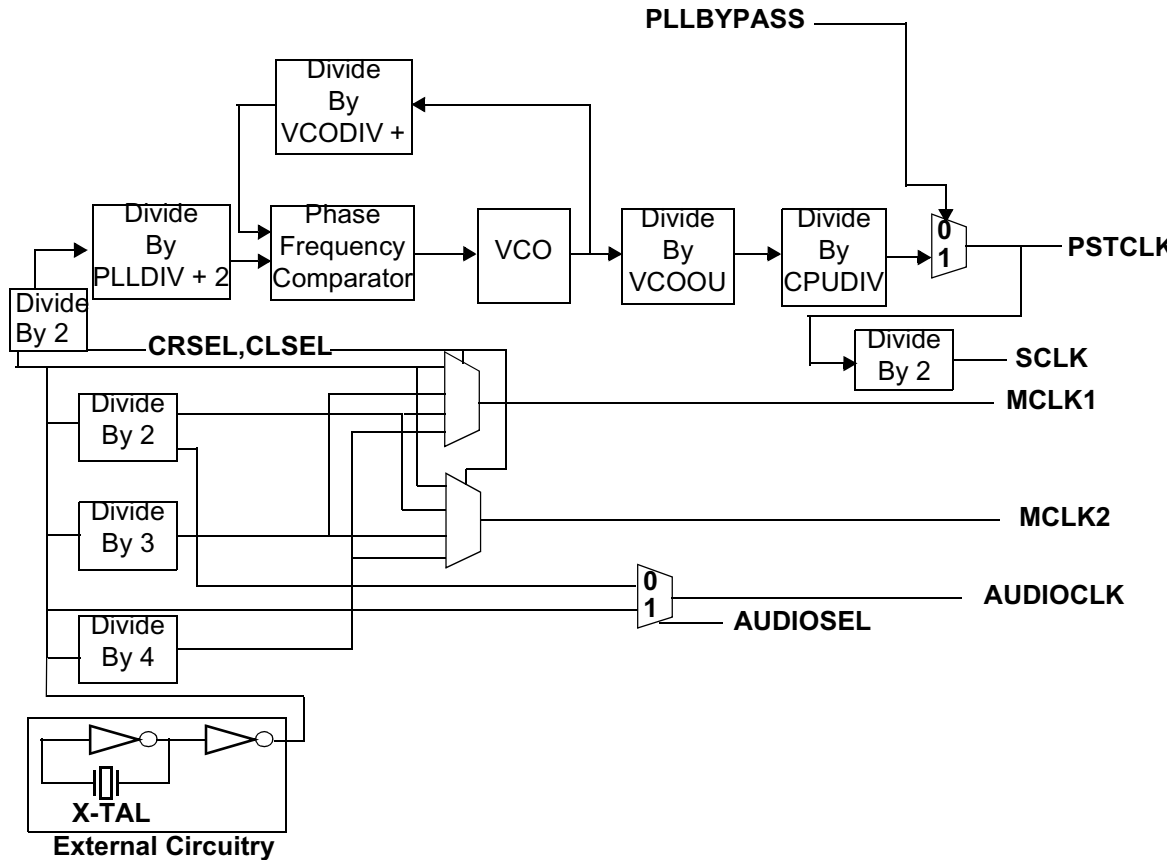 PLLBYPASS
Divide
By
VCODIV +
Divide
By
PLLDIV + 2
Phase
Frequency
Comparator
VCO
Divide
By
VCOOU
Divide
By
CPUDIV
0
1
PSTCLK
Divide
By 2
CRSEL,CLSEL
Divide
By 2
SCLK
MCLK1
Divide
By 2
Divide
By 3
MCLK2
0
1
AUDIOCLK
AUDIOSEL
Divide
By 4
X-TAL
External Circuitry